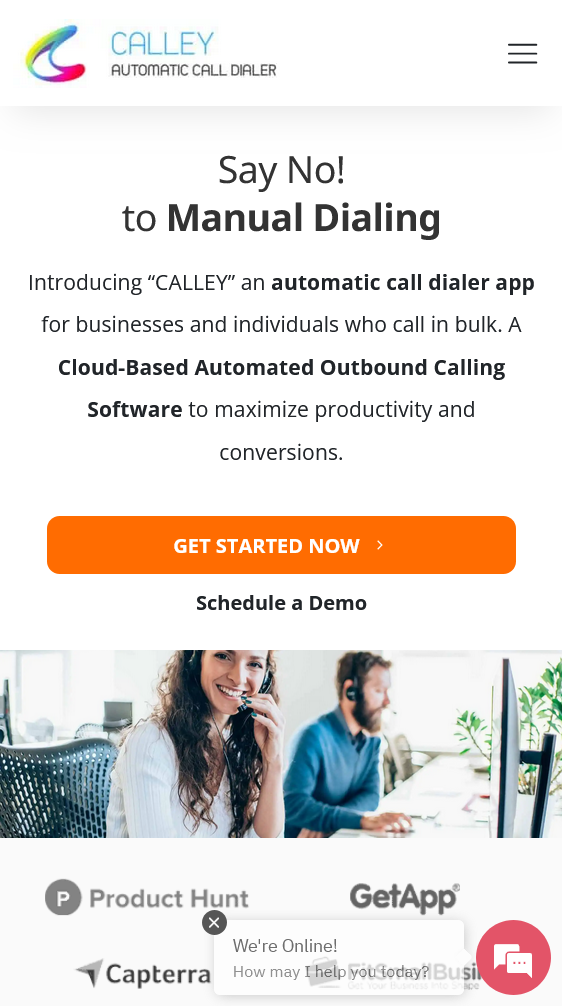 CALLEY
AUTOMATIC CALL DIALER
Say No!
to Manual Dialing
Introducing “CALLEY” an automatic call dialer app
for businesses and individuals who call in bulk. A
Cloud-Based Automated Outbound Calling
Software to maximize productivity and
conversions.
GET STARTED NOW
Schedule a Demo
P Product Hunt
GetApp
We're Online!
How may I help you today?
Capterra
FitSmallBusi
Get Your Business Into Shape